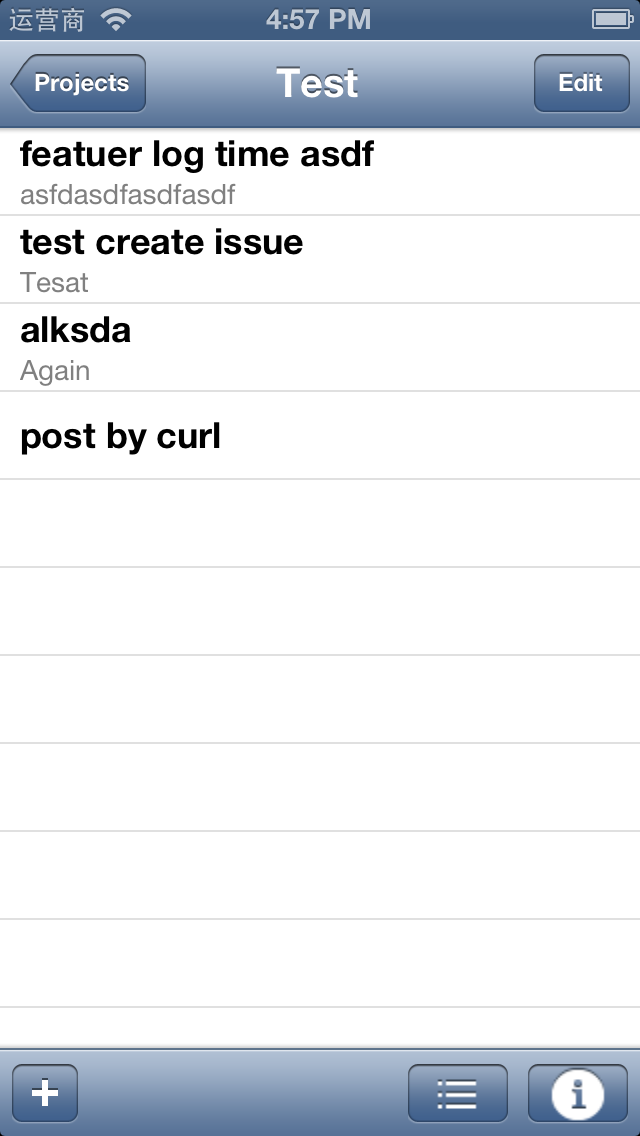 运营商 4:57 PM
Projects Test Edit
featuer log time asdf
asfdasdfasdfasdf
test create issue
Tesat
alksda
Again
post by curl